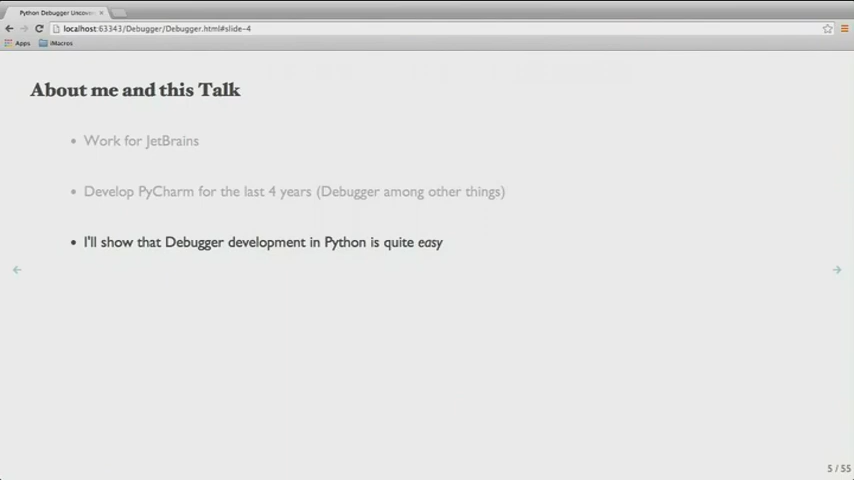 Python Debugger Uncover
localhost:63343/Debugger/Debugger.html#slide-4
Apps iMacros
About me and this Talk
• Work for JetBrains
• Develop PyCharm for the last 4 years (Debugger among other things)
• I'll show that Debugger development in Python is quite easy
5 / 55